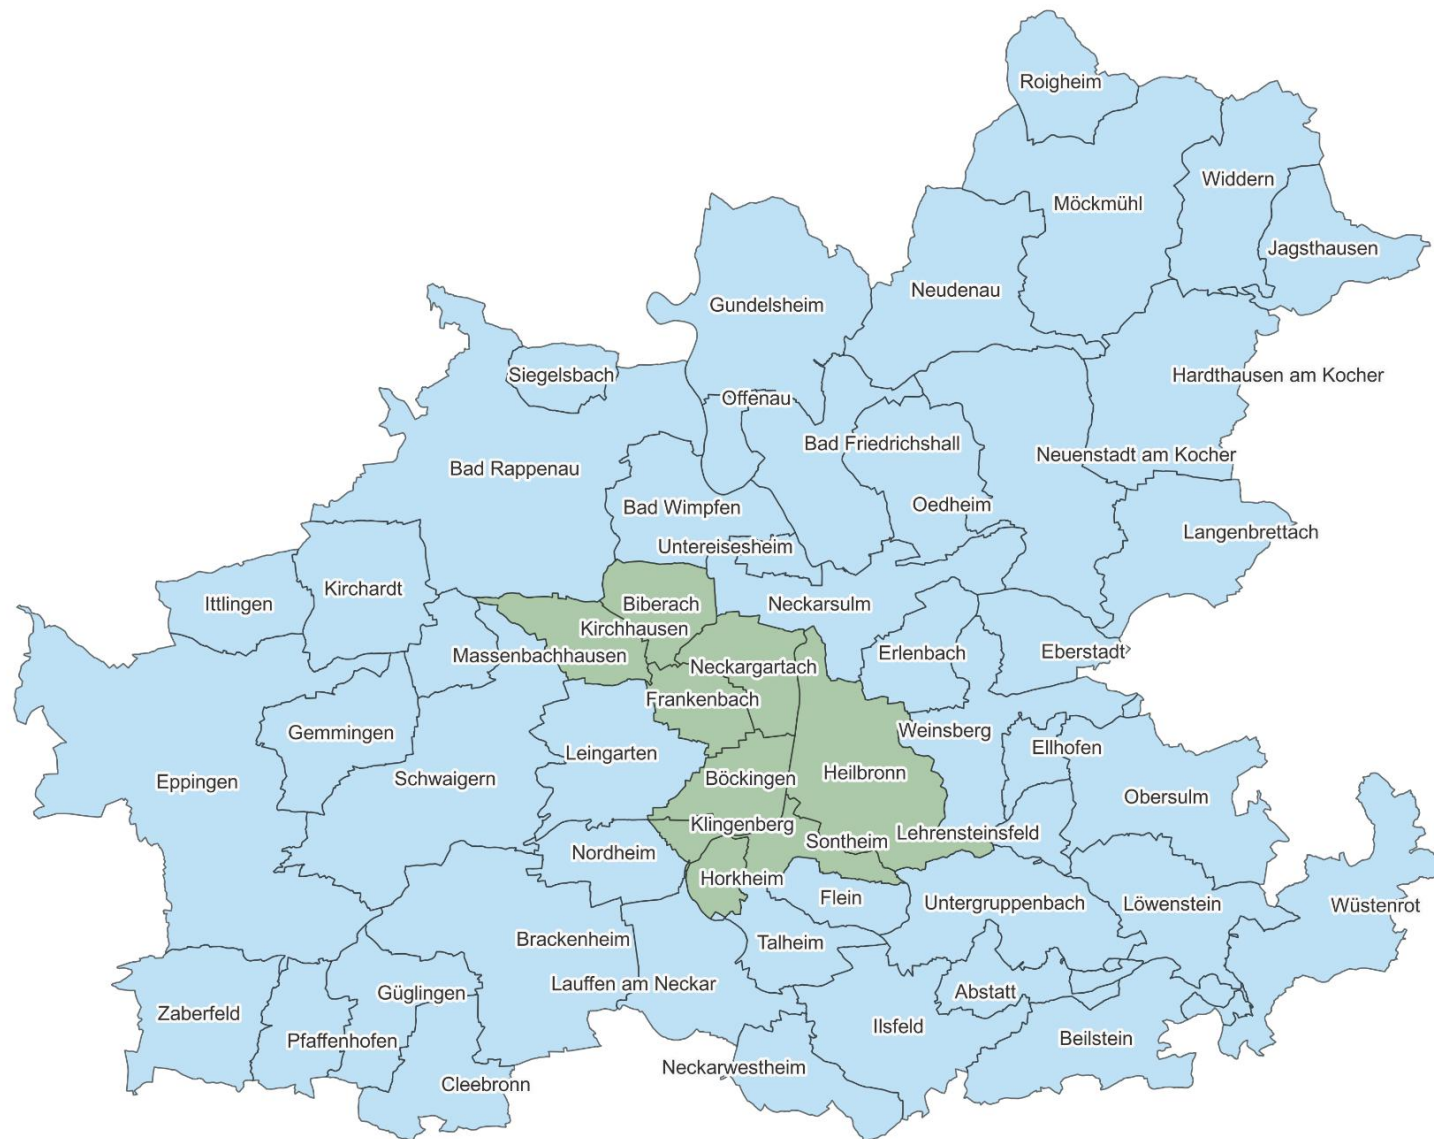 Roigheim
Widdern
Möckmühl
Jagsthausen
Neudenau
Gundelsheim
Siegelsbach
Hardthausen am Kocher
Offenau
Bad Friedrichshall
Neuenstadt am Kocher
Bad Rappenau
Bad Wimpfen
Oedheim
Langenbrettach
Untereisesheim
Kirchardt
Ittlingen
Biberach
Neckarsulm
Kirchhausen
Massenbachhausen
Erlenbach
Eberstadt
Neckargartach
Frankenbach
Gemmingen
Weinsberg
Leingarten
Ellhofen
Eppingen
Schwaigern
Böckingen
Heilbronn
Obersulm
Klingenberg
Sontheim
Lehrensteinsfeld
Nordheim
Horkheim
Flein
Untergruppenbach
Löwenstein
Wüstenrot
Brackenheim
Talheim
Lauffen am Neckar
Güglingen
Abstatt
Zaberfeld
Ilsfeld
Pfaffenhofen
Beilstein
Neckarwestheim
Cleebronn